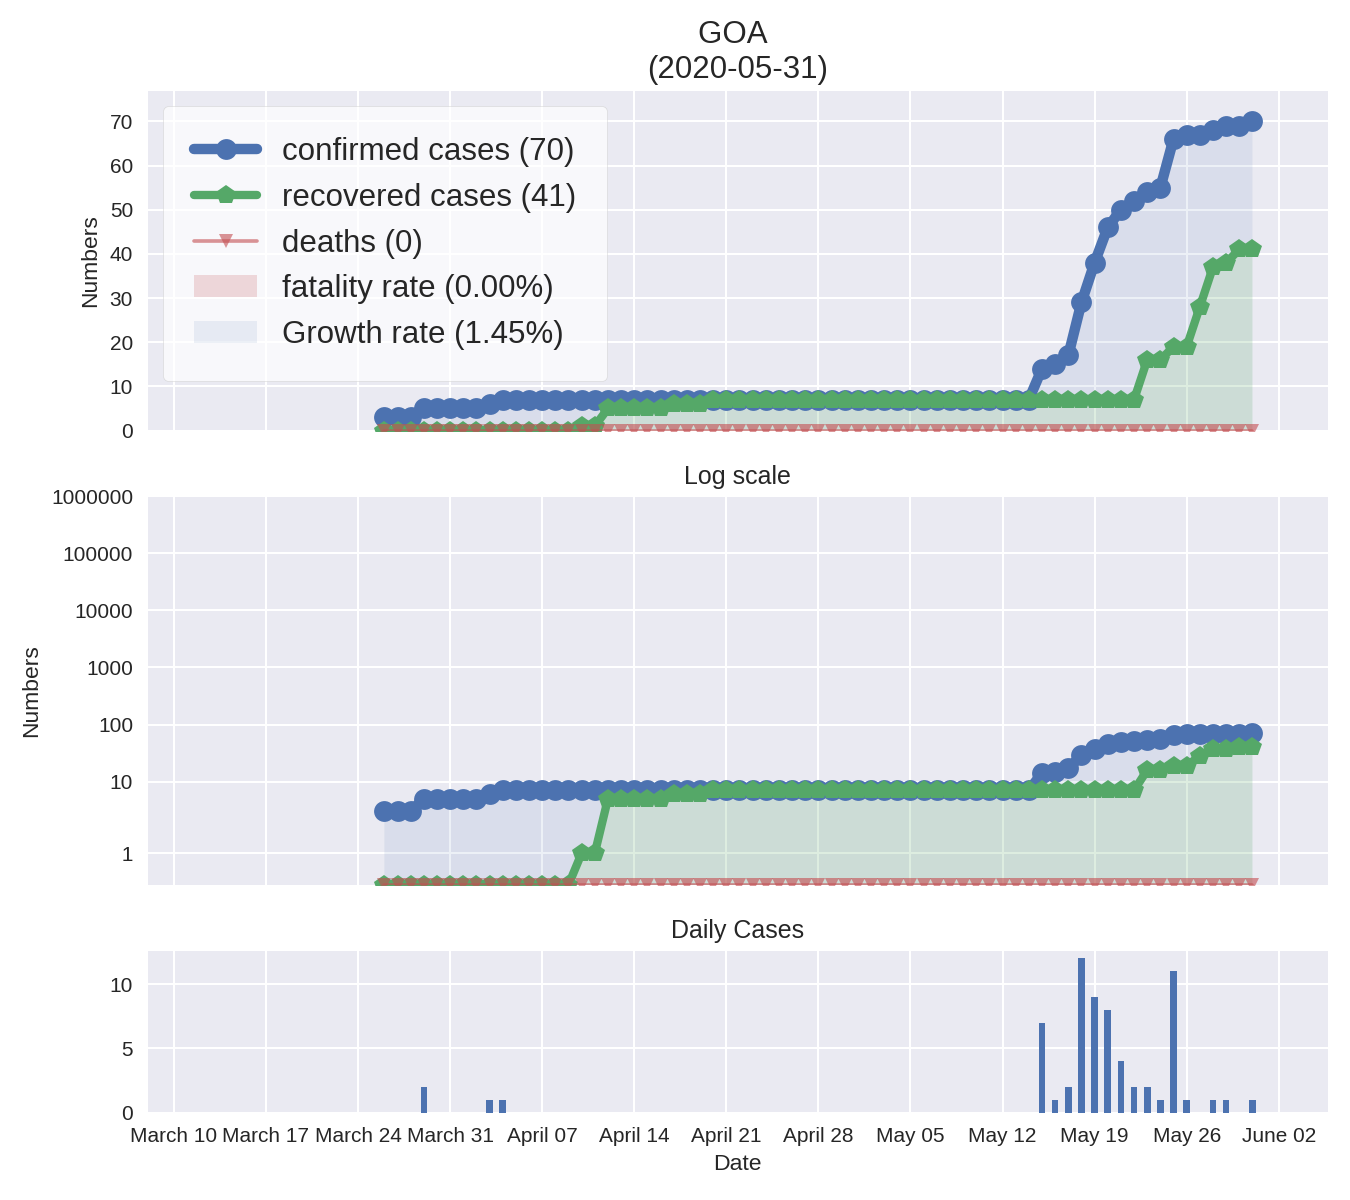 GOA
(2020-05-31)
70
60
50
40
30
20
10
0
Numbers
confirmed cases (70)
recovered cases (41)
deaths (0)
fatality rate (0.00%)
Growth rate (1.45%)
Log scale
1000000
100000
10000
1000
100
10
1
Numbers
Daily Cases
10
5
0
March 10 March 17 March 24 March 31 April 07 April 14 April 21 April 28 May 05 May 12 May 19 May 26 June 02
Date